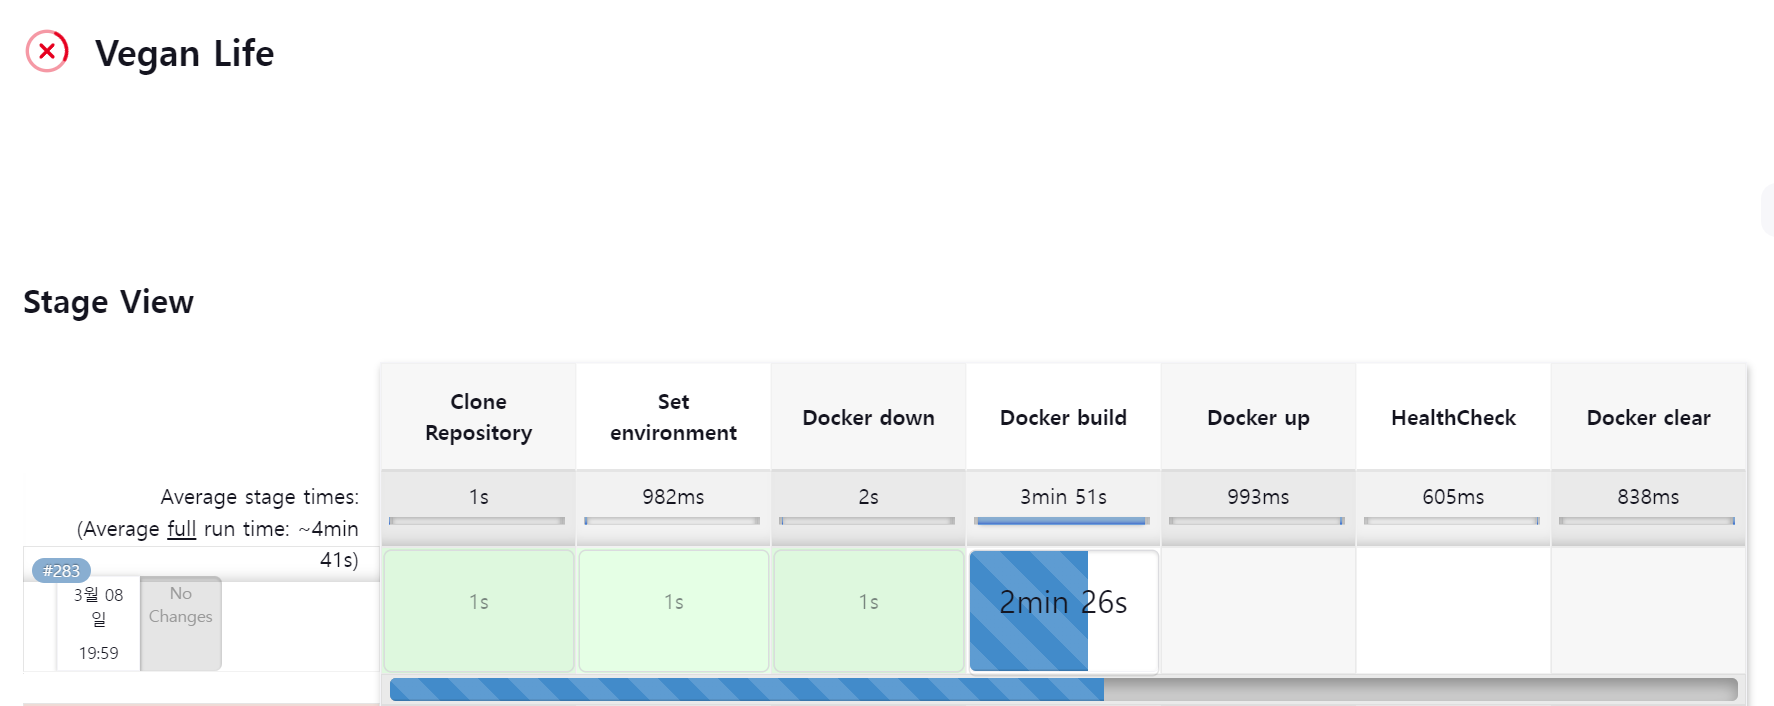 Vegan Life
Stage View
Clone
Repository
Set
environment
Docker down
Docker build
Docker up
HealthCheck
Docker clear
Average stage times:
(Average full run time: ~4min
41s)
1s
982ms
2s
3min 51s
993ms
605ms
838ms
#283
3월 08
일
19:59
No
Changes
1s
1s
1s
2min 26s